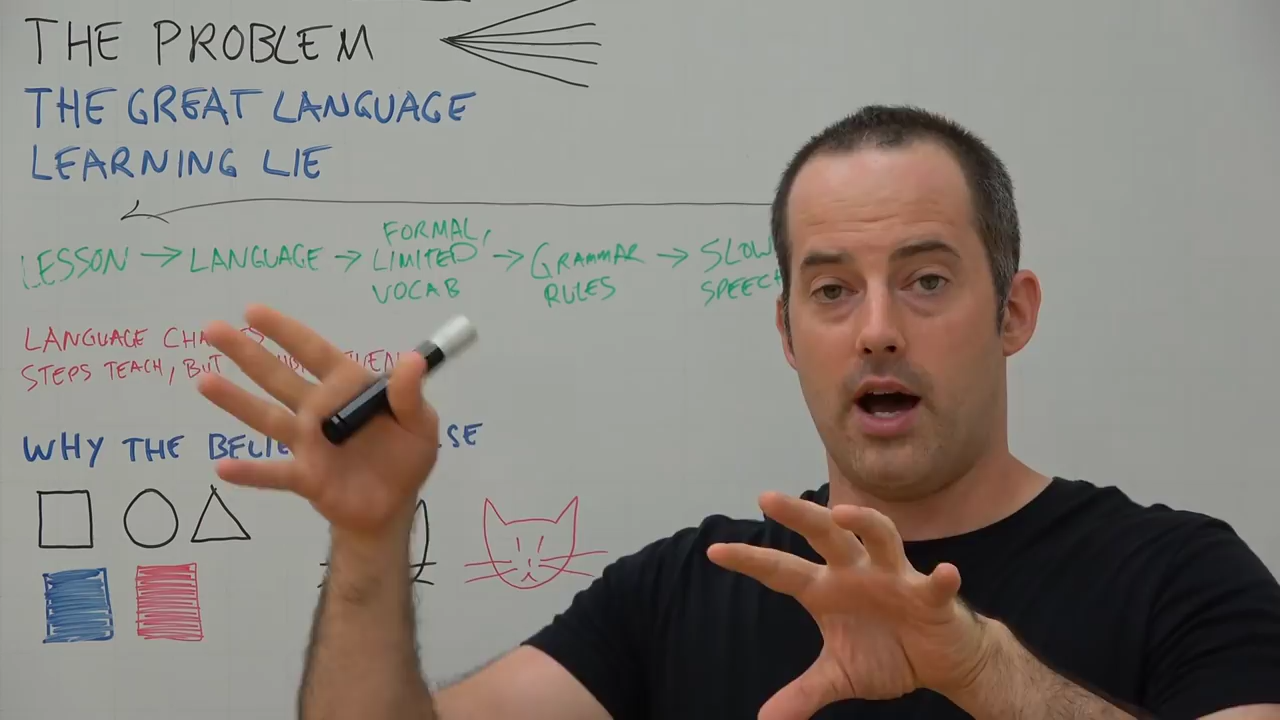 THE PROBLEM
THE GREAT LANGUAGE
LEARNING LIE
LESSON → LANGUAGE → FORMAL, LIMITED VOCAB → GRAMMAR RULES → SLOW SPEECH
LANGUAGE
STEPS TEACH, BUT
WHY THE